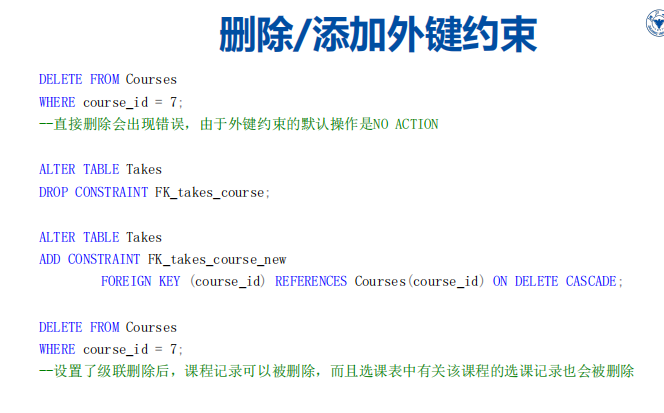 删除/添加外键约束
DELETE FROM Courses
WHERE course_id = 7;
--直接删除会出现错误，由于外键约束的默认操作是NO ACTION
ALTER TABLE Takes
DROP CONSTRAINT FK_takes_course;
ALTER TABLE Takes
ADD CONSTRAINT FK_takes_course_new
FOREIGN KEY (course_id) REFERENCES Courses(course_id) ON DELETE CASCADE;
DELETE FROM Courses
WHERE course_id = 7;
--设置了级联删除后，课程记录可以被删除，而且选课表中有关该课程的选课记录也会被删除